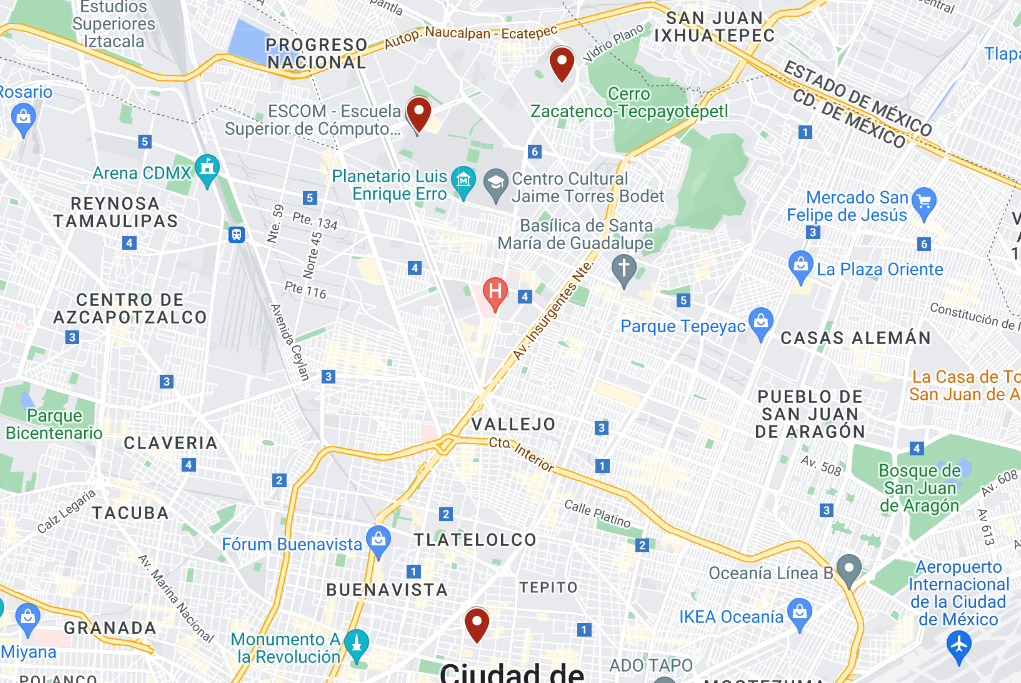 Estudios
Superiores
Iztacala
Autop. Naucalpan - Ecatepec
Vidrio Plano
SAN JUAN
IXHUATEPEC
PROGRESO
NACIONAL
Rosario
ESCOM - Escuela
Superior de Cómputo...
Cerro
Zacatenco-Tecpayotépetl
ESTADO DE MÉXICO
CD. DE MÉXICO
1
5
6
Arena CDMX
Planetario Luis
Enrique Erro
Centro Cultural
Jaime Torres Bodet
REYNOSA
TAMAULIPAS
4
5
Nte. 59
Pte. 134
Norte 45
Mercado San
Felipe de Jesús
3
6
Basílica de Santa
María de Guadalupe
4
La Plaza Oriente
Pte 116
H
4
5
Av. Insurgentes Nte.
CENTRO DE
AZCAPOTZALCO
3
Avenida Ceylan
Parque Tepeyac
Constitución de
CASAS ALEMÁN
3
3
La Casa de
San Juan de A
PUEBLO DE
SAN JUAN
DE ARAGÓN
Parque
Bicentenario
CLAVERIA
4
VALLEJO
Cto. Interior
3
1
4
Av. 508
Bosque de
San Juan
de Aragón
Av. 608
Av 613
2
Calz Legaria
TACUBA
2
Calle Platino
3
Fórum Buenavista
TLATELOLCO
2
Av. Marina Nacional
1
BUENAVISTA
TEPITO
Oceanía Línea B
Aeropuerto
Internacional
de la Ciudad
de México
IKEA Oceanía
GRANADA
Miyana
Monumento A
la Revolución
1
POLANCO
Ciudad de
ADO TAPO
MOCTEZUMA